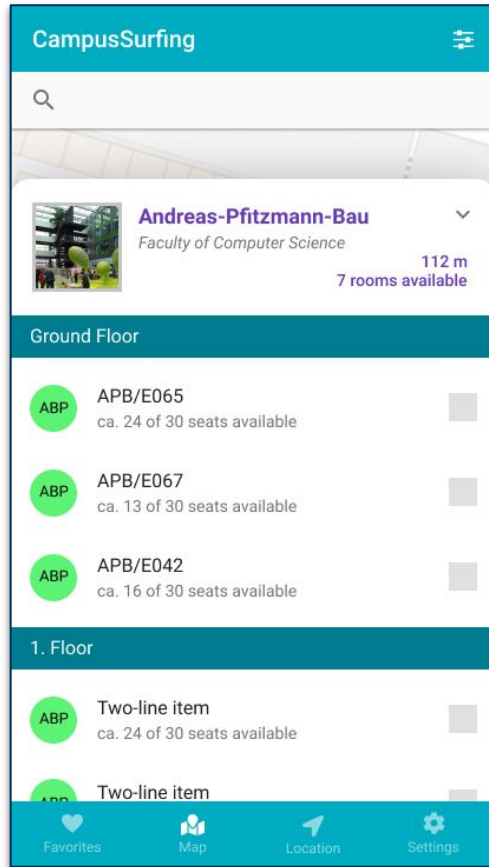 CampusSurfing
Andreas-Pfitzmann-Bau
Faculty of Computer Science
112 m
7 rooms available
Ground Floor
ABP
APB/E065
ca. 24 of 30 seats available
ABP
APB/E067
ca. 13 of 30 seats available
ABP
APB/E042
ca. 16 of 30 seats available
1. Floor
ABP
Two-line item
ca. 24 of 30 seats available
ABP
Two-line item
Favorites
Map
Location
Settings